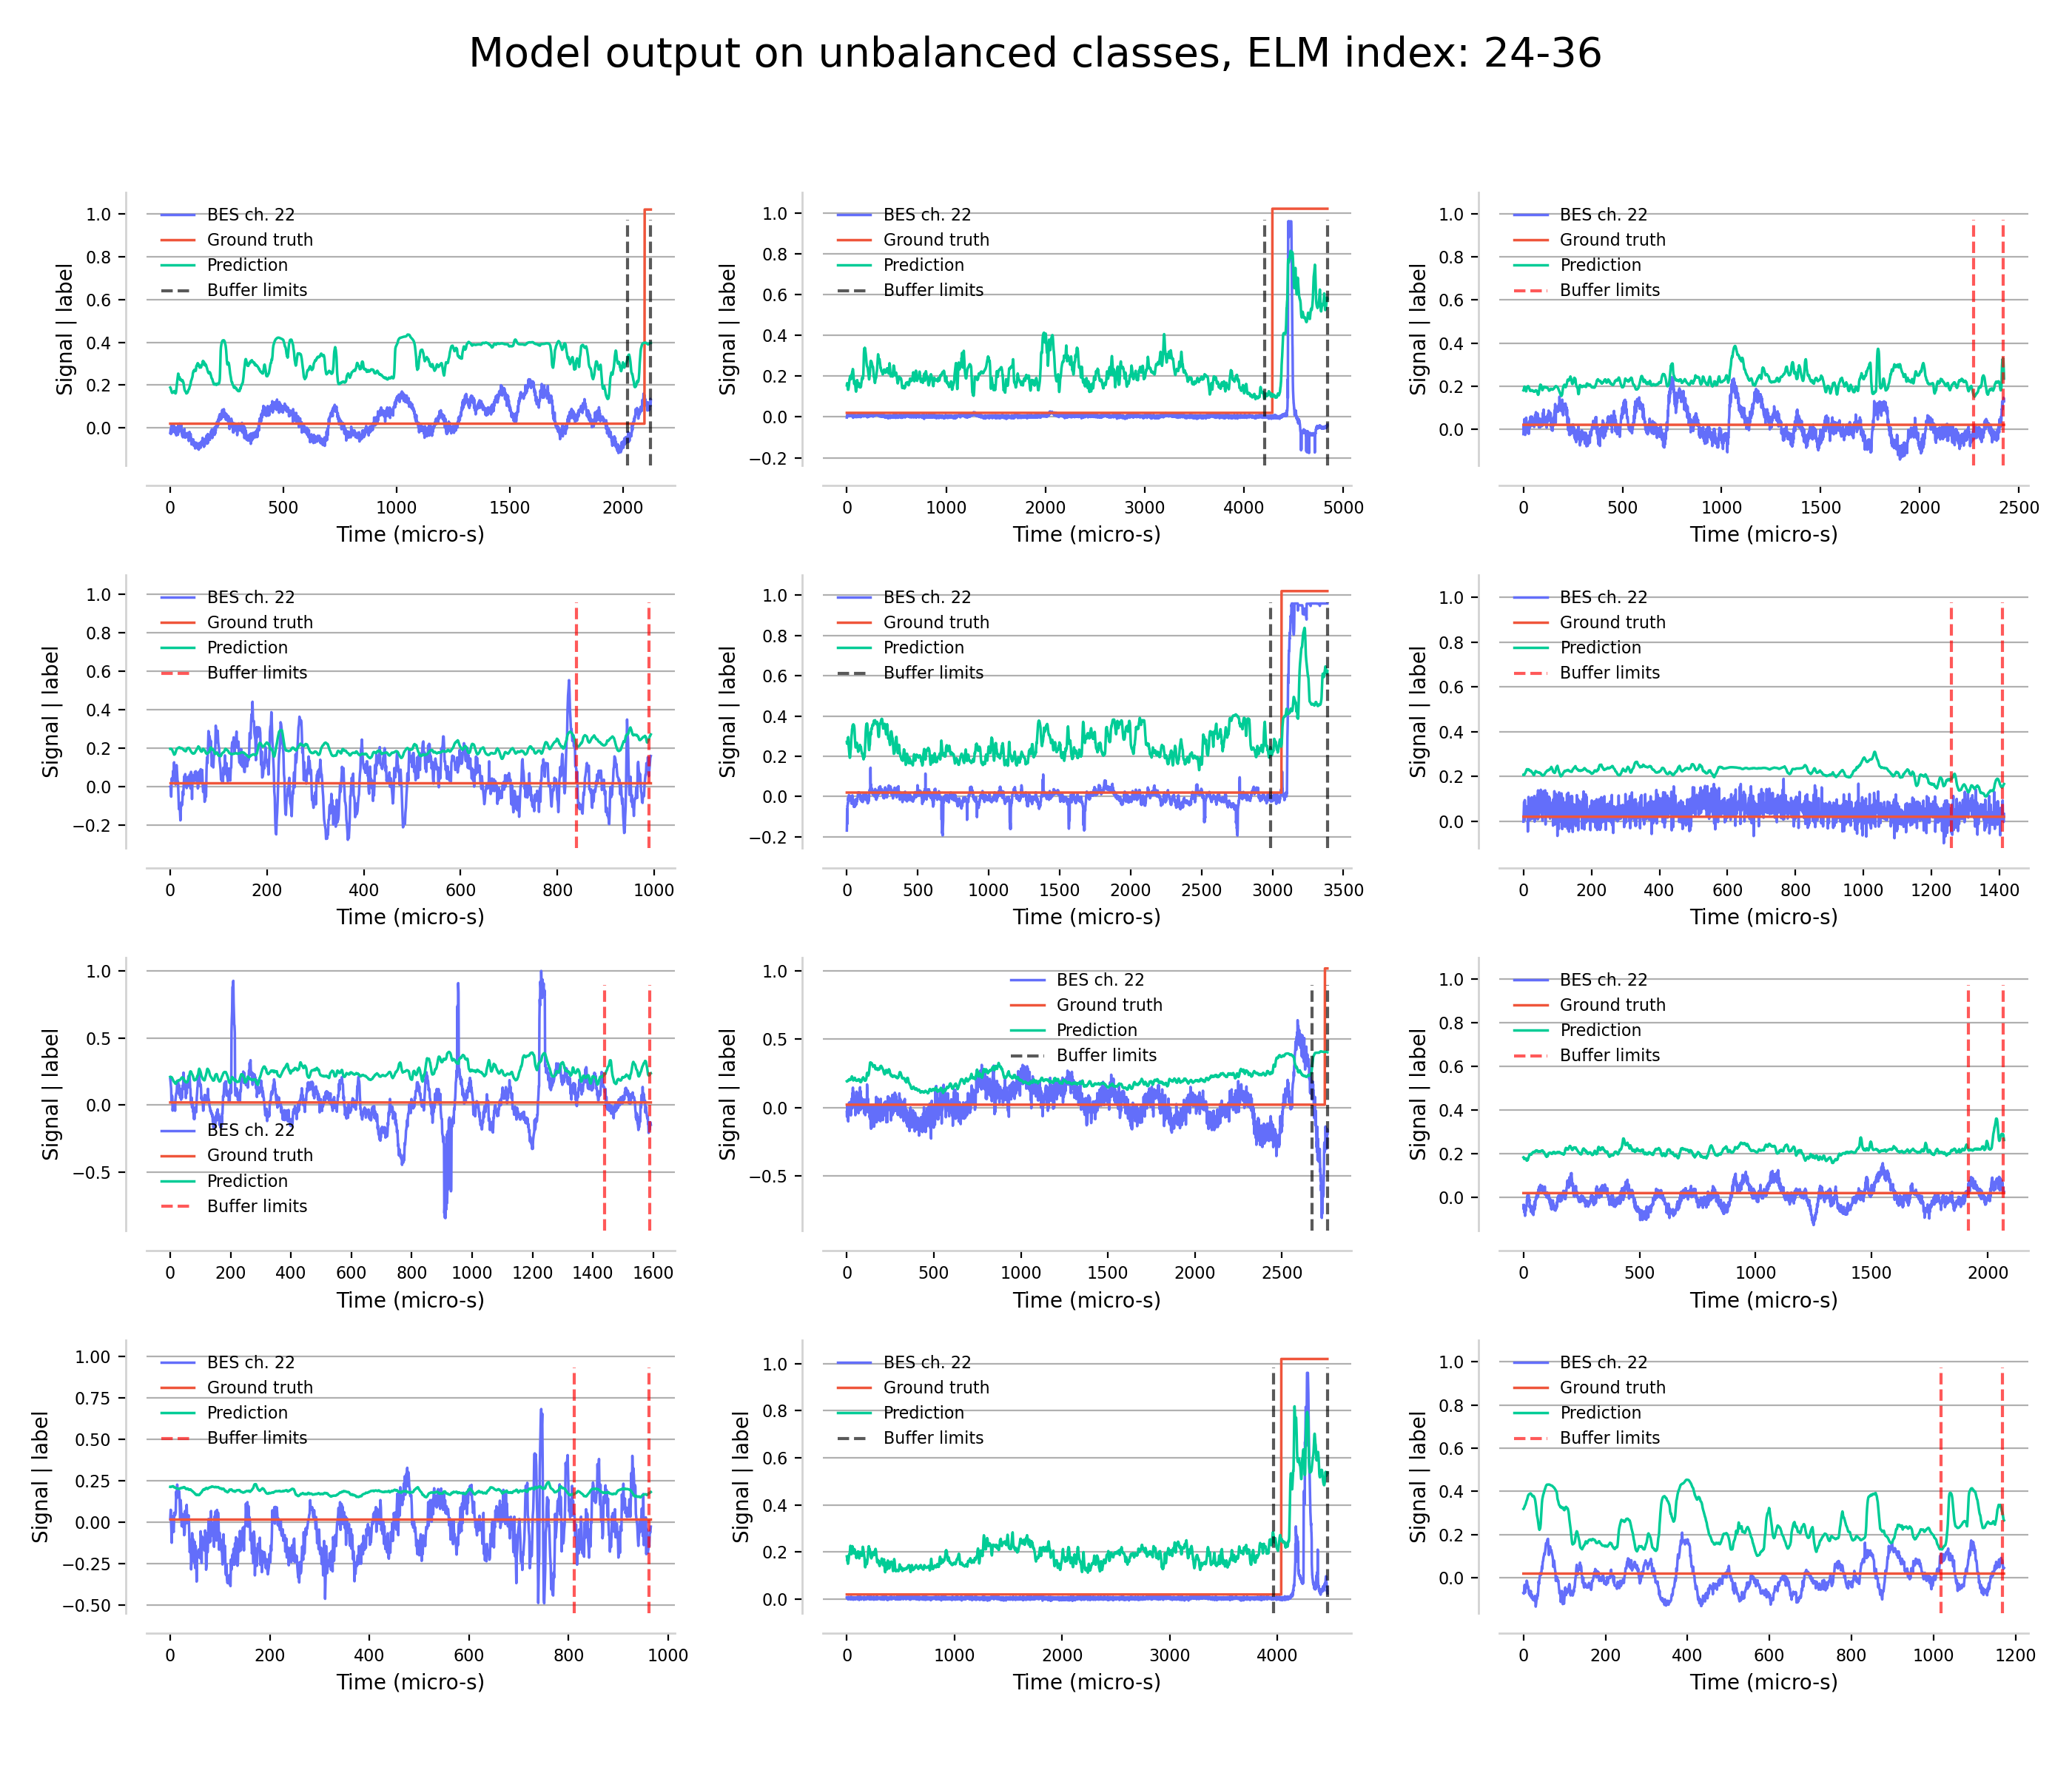 Model output on unbalanced classes, ELM index: 24-36
1.0
0.8
0.6
0.4
0.2
0.0
Signal | label
BES ch. 22
Ground truth
Prediction
Buffer limits
0 500 1000 1500 2000
Time (micro-s)
1.0
0.8
0.6
0.4
0.2
0.0
−0.2
Signal | label
BES ch. 22
Ground truth
Prediction
Buffer limits
0 1000 2000 3000 4000 5000
Time (micro-s)
1.0
0.8
0.6
0.4
0.2
0.0
Signal | label
BES ch. 22
Ground truth
Prediction
Buffer limits
0 500 1000 1500 2000 2500
Time (micro-s)
1.0
0.8
0.6
0.4
0.2
0.0
−0.2
Signal | label
BES ch. 22
Ground truth
Prediction
Buffer limits
0 200 400 600 800 1000
Time (micro-s)
1.0
0.8
0.6
0.4
0.2
0.0
−0.2
Signal | label
BES ch. 22
Ground truth
Prediction
Buffer limits
0 500 1000 1500 2000 2500 3000 3500
Time (micro-s)
1.0
0.8
0.6
0.4
0.2
0.0
Signal | label
BES ch. 22
Ground truth
Prediction
Buffer limits
0 200 400 600 800 1000 1200 1400
Time (micro-s)
1.0
0.5
0.0
−0.5
Signal | label
BES ch. 22
Ground truth
Prediction
Buffer limits
0 200 400 600 800 1000 1200 1400 1600
Time (micro-s)
1.0
0.5
0.0
−0.5
Signal | label
BES ch. 22
Ground truth
Prediction
Buffer limits
0 500 1000 1500 2000 2500
Time (micro-s)
1.0
0.8
0.6
0.4
0.2
0.0
Signal | label
BES ch. 22
Ground truth
Prediction
Buffer limits
0 500 1000 1500 2000
Time (micro-s)
1.00
0.75
0.50
0.25
0.00
−0.25
−0.50
Signal | label
BES ch. 22
Ground truth
Prediction
Buffer limits
0 200 400 600 800 1000
Time (micro-s)
1.0
0.8
0.6
0.4
0.2
0.0
Signal | label
BES ch. 22
Ground truth
Prediction
Buffer limits
0 1000 2000 3000 4000
Time (micro-s)
1.0
0.8
0.6
0.4
0.2
0.0
Signal | label
BES ch. 22
Ground truth
Prediction
Buffer limits
0 200 400 600 800 1000 1200
Time (micro-s)